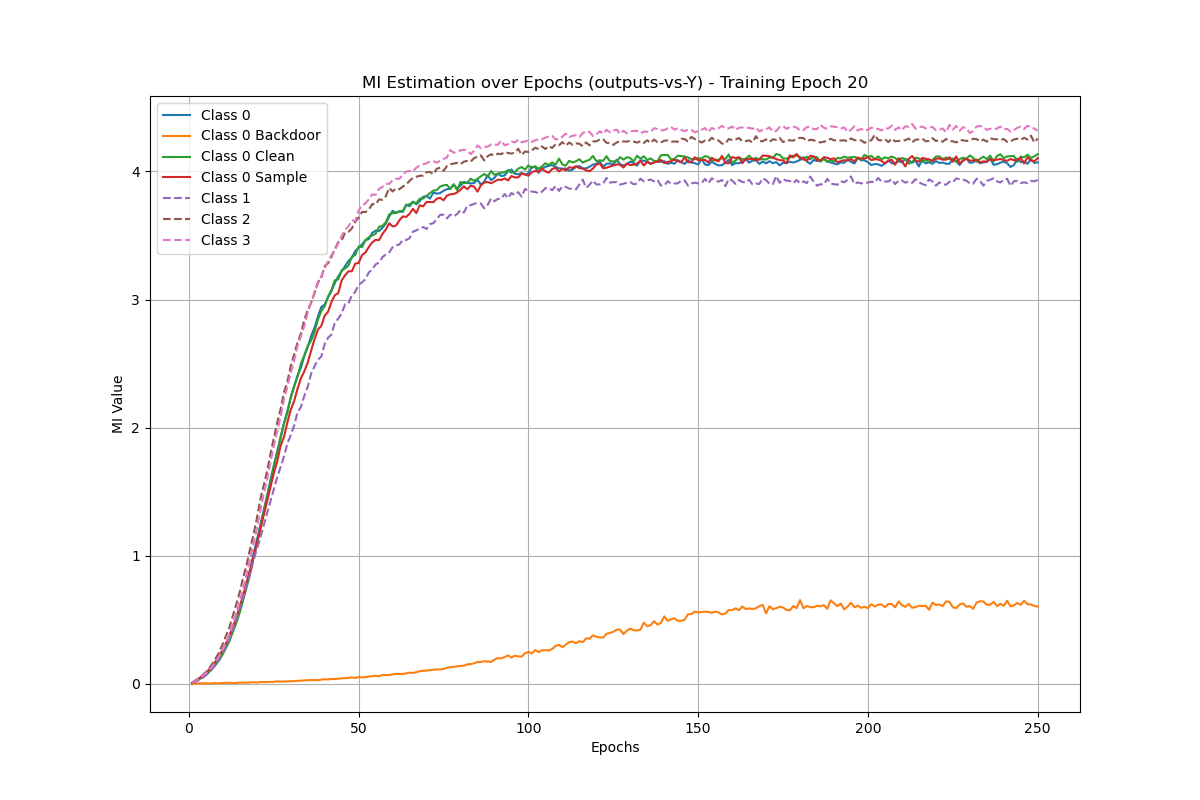 MI Estimation over Epochs (outputs-vs-Y) - Training Epoch 20
Class 0
Class 0 Backdoor
Class 0 Clean
Class 0 Sample
Class 1
Class 2
Class 3
MI Value
4
3
2
1
0
0 50 100 150 200 250
Epochs